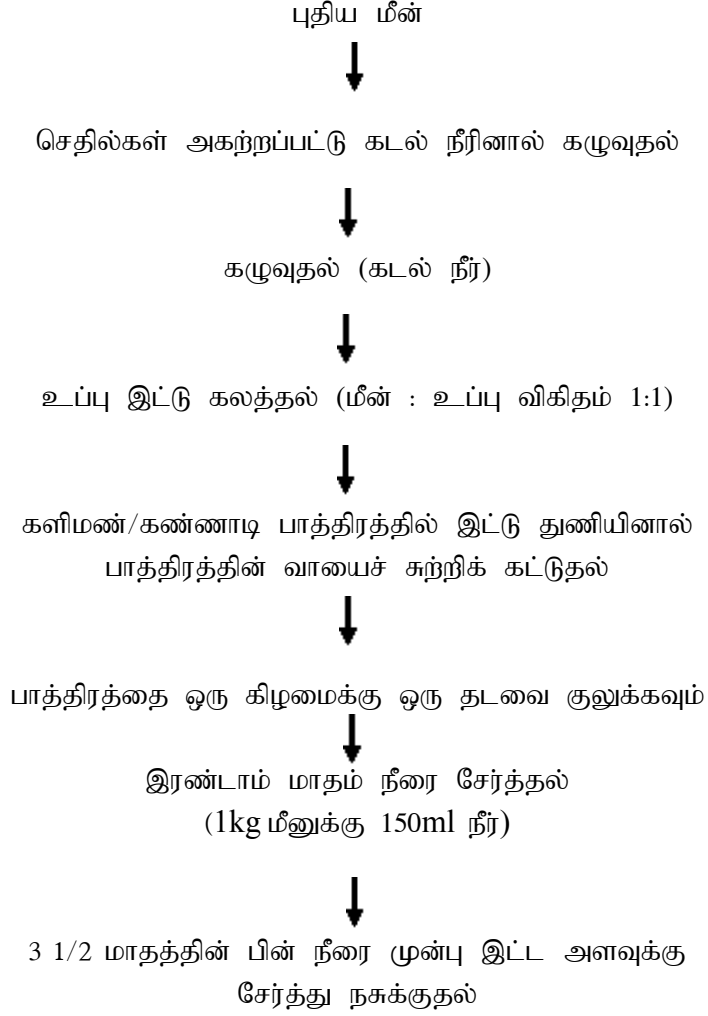 புதிய மீன்
செதில்கள் அகற்றப்பட்டு கடல் நீரினால் கழுவுதல்
கழுவுதல் (கடல் நீர்)
உப்பு இட்டு கலத்தல் (மீன் : உப்பு விகிதம் 1:1)
களிமண்/கண்ணாடி பாத்திரத்தில் இட்டு துணியினால்
பாத்திரத்தின் வாயைச் சுற்றிக் கட்டுதல்
பாத்திரத்தை ஒரு கிழமைக்கு ஒரு தடவை குலுக்கவும்
இரண்டாம் மாதம் நீரை சேர்த்தல்
(1kg மீனுக்கு 150ml நீர்)
3 1/2 மாதத்தின் பின் நீரை முன்பு இட்ட அளவுக்கு
சேர்த்து நசுக்குதல்